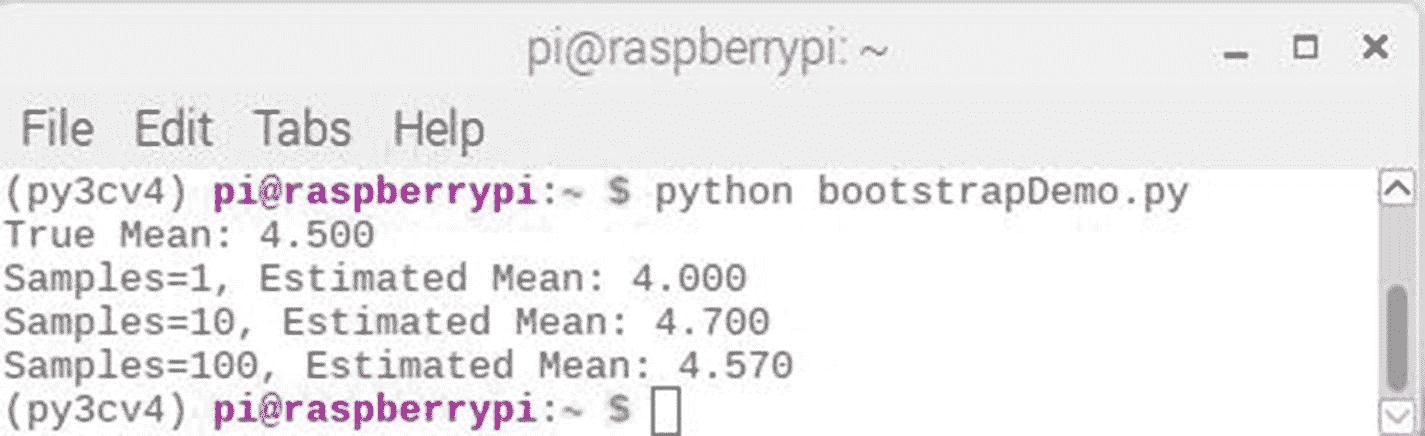 pi@raspberrypi: ~
File Edit Tabs Help
(py3cv4) pi@raspberrypi:~ $ python bootstrapDemo.py
True Mean: 4.500
Samples=1, Estimated Mean: 4.000
Samples=10, Estimated Mean: 4.700
Samples=100, Estimated Mean: 4.570
(py3cv4) pi@raspberrypi:~ $